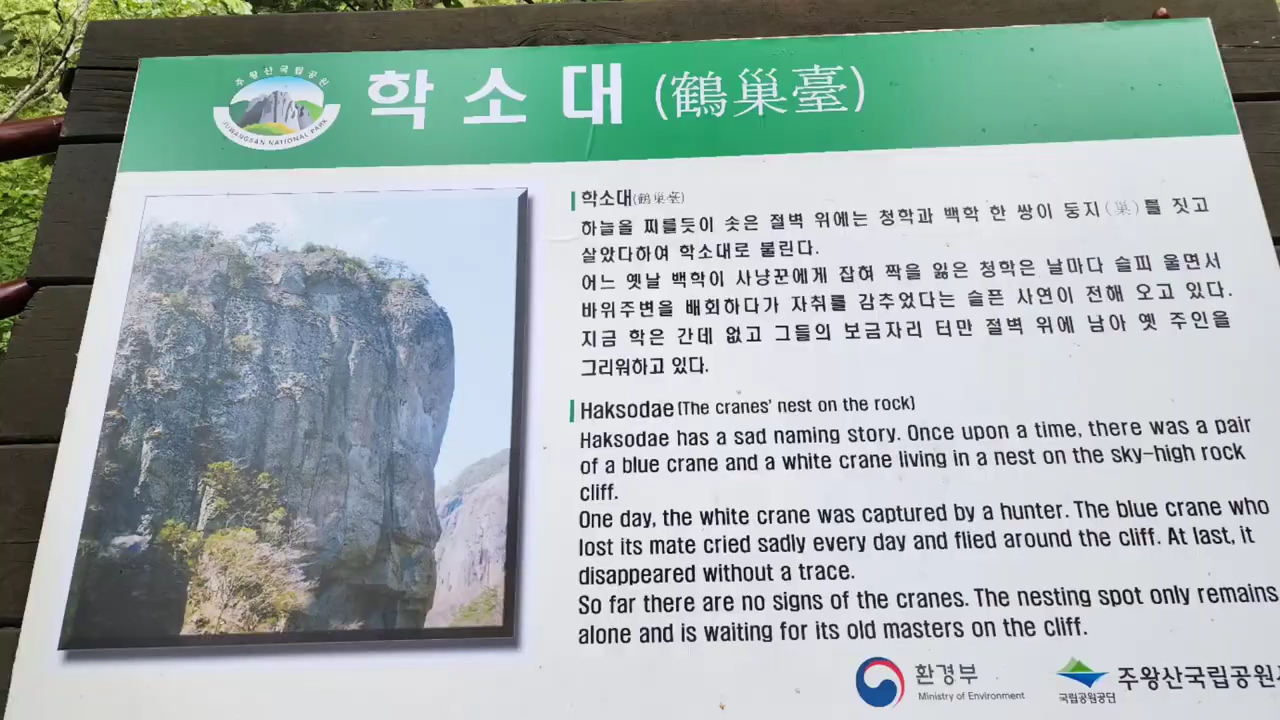 주왕산국립공원
JUWANGSAN NATIONAL PARK
학소대 (鶴巢臺)
학소대(鶴巢臺)
하늘을 찌를듯이 솟은 절벽 위에는 청학과 백학 한 쌍이 둥지(巢)를 짓고
살았다하여 학소대로 불린다.
어느 옛날 백학이 사냥꾼에게 잡혀 짝을 잃은 청학은 날마다 슬피 울면서
바위주변을 배회하다가 자취를 감추었다는 슬픈 사연이 전해 오고 있다.
지금 학은 간데 없고 그들의 보금자리 터만 절벽 위에 남아 옛 주인을
그리워하고 있다.
Haksodae (The cranes' nest on the rock)
Haksodae has a sad naming story. Once upon a time, there was a pair
of a blue crane and a white crane living in a nest on the sky-high rock
cliff.
One day, the white crane was captured by a hunter. The blue crane who
lost its mate cried sadly every day and flied around the cliff. At last, it
disappeared without a trace.
So far there are no signs of the cranes. The nesting spot only remains
alone and is waiting for its old masters on the cliff.
환경부
Ministry of Environment
국립공원공단
주왕산국립공원